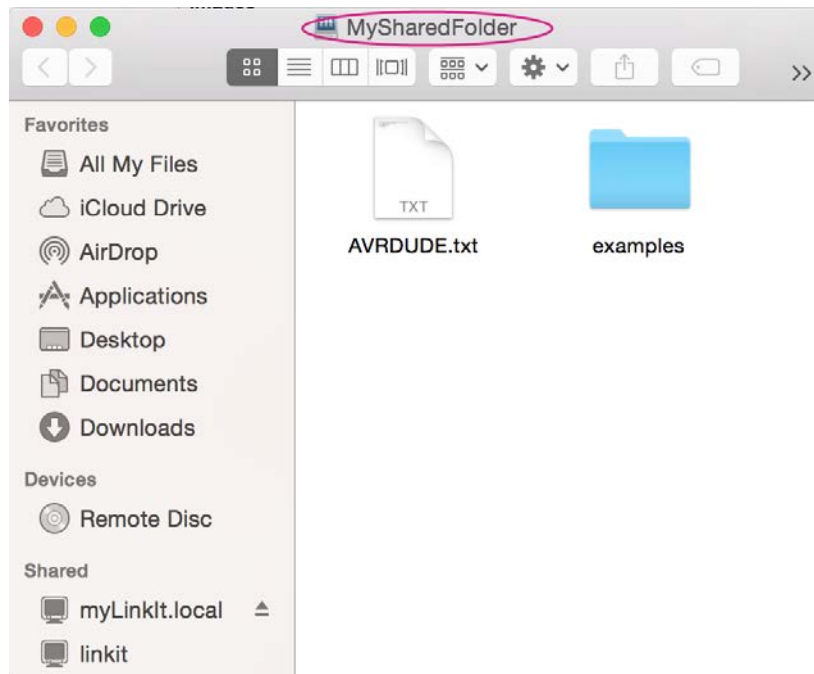 MySharedFolder
Favorites
All My Files
iCloud Drive
AirDrop
Applications
Desktop
Documents
Downloads
Devices
Remote Disc
Shared
myLinkIt.local
linkit
TXT
AVRDUDE.txt
examples